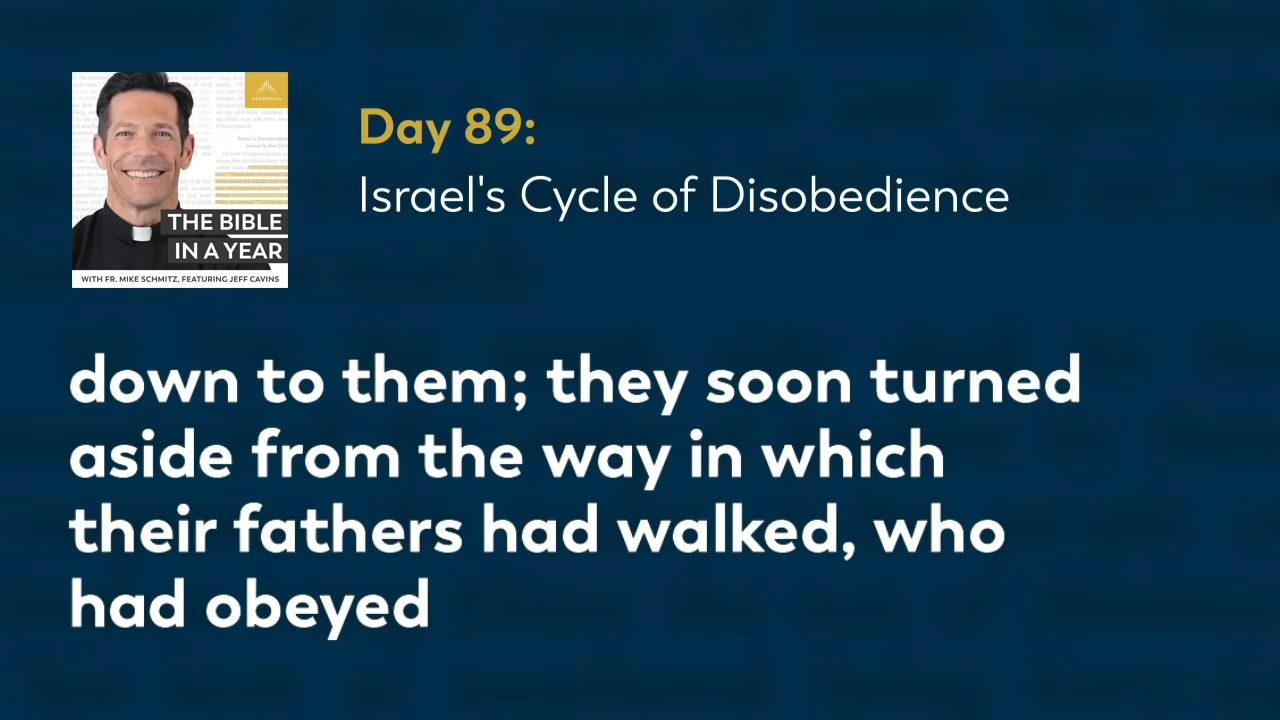 THE BIBLE
IN A YEAR
WITH FR. MIKE SCHMITZ, FEATURING JEFF CAVINS
Day 89:
Israel's Cycle of Disobedience
down to them; they soon turned
aside from the way in which
their fathers had walked, who
had obeyed